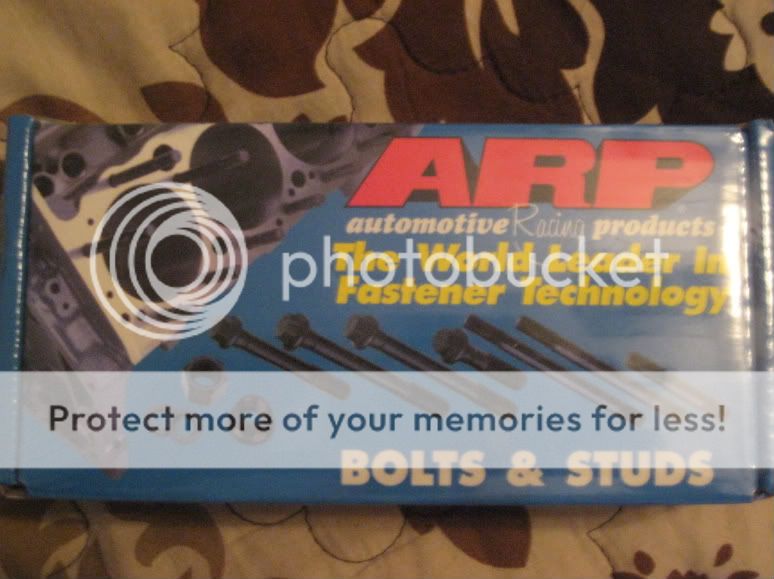 ARP
automotive Racing products
The World Leader In
Fastener Technology
photobucket
Protect more of your memories for less!
BOLTS & STUDS